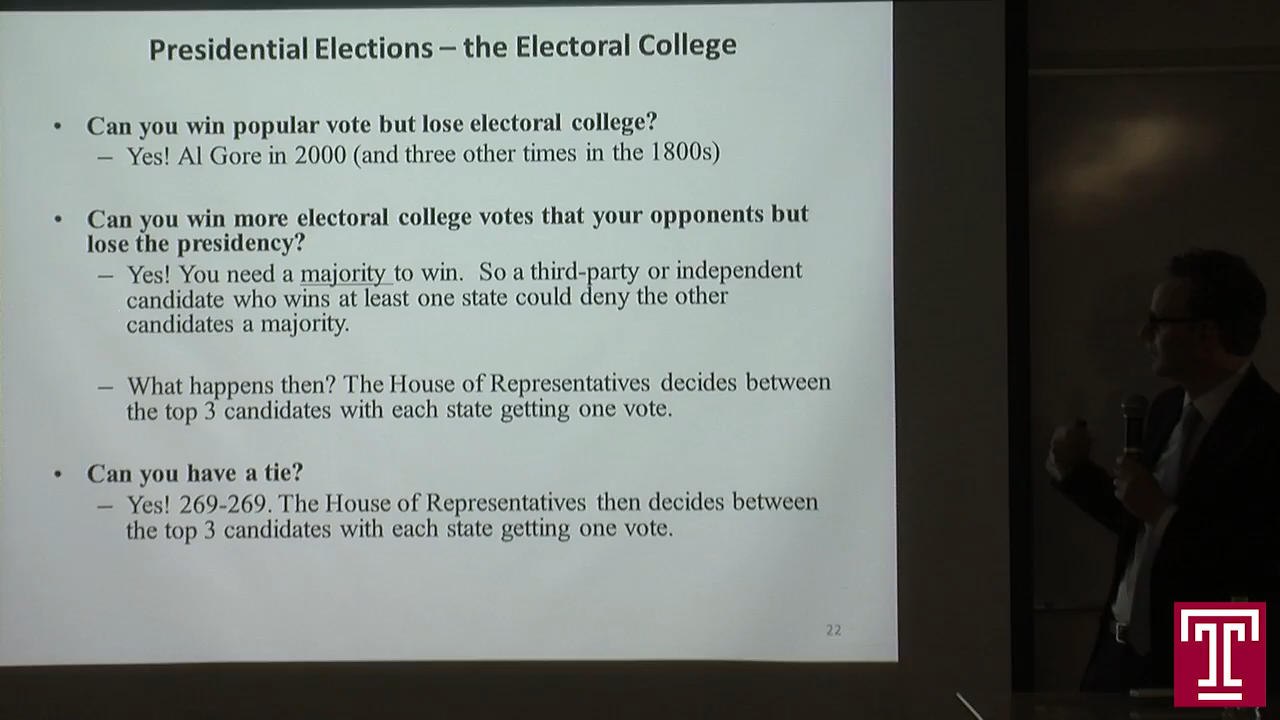 Presidential Elections – the Electoral College
• Can you win popular vote but lose electoral college?
– Yes! Al Gore in 2000 (and three other times in the 1800s)
• Can you win more electoral college votes that your opponents but
lose the presidency?
– Yes! You need a majority to win. So a third-party or independent
candidate who wins at least one state could deny the other
candidates a majority.
– What happens then? The House of Representatives decides between
the top 3 candidates with each state getting one vote.
• Can you have a tie?
– Yes! 269-269. The House of Representatives then decides between
the top 3 candidates with each state getting one vote.
22
T